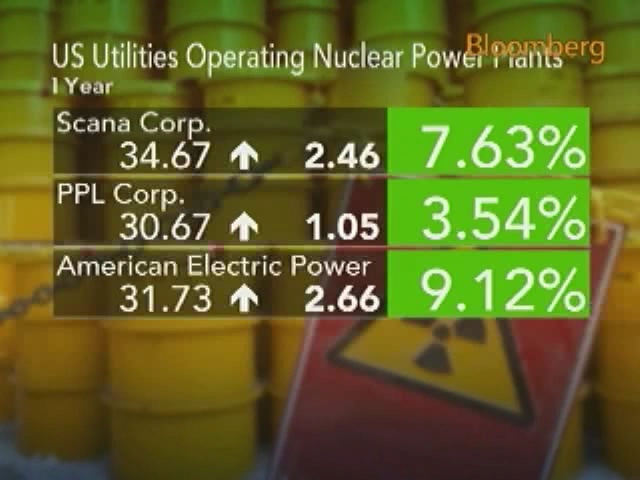 Bloomberg
US Utilities Operating Nuclear Power Plants
1 Year
Scana Corp.
34.67 ↑ 2.46 7.63%
PPL Corp.
30.67 ↑ 1.05 3.54%
American Electric Power
31.73 ↑ 2.66 9.12%